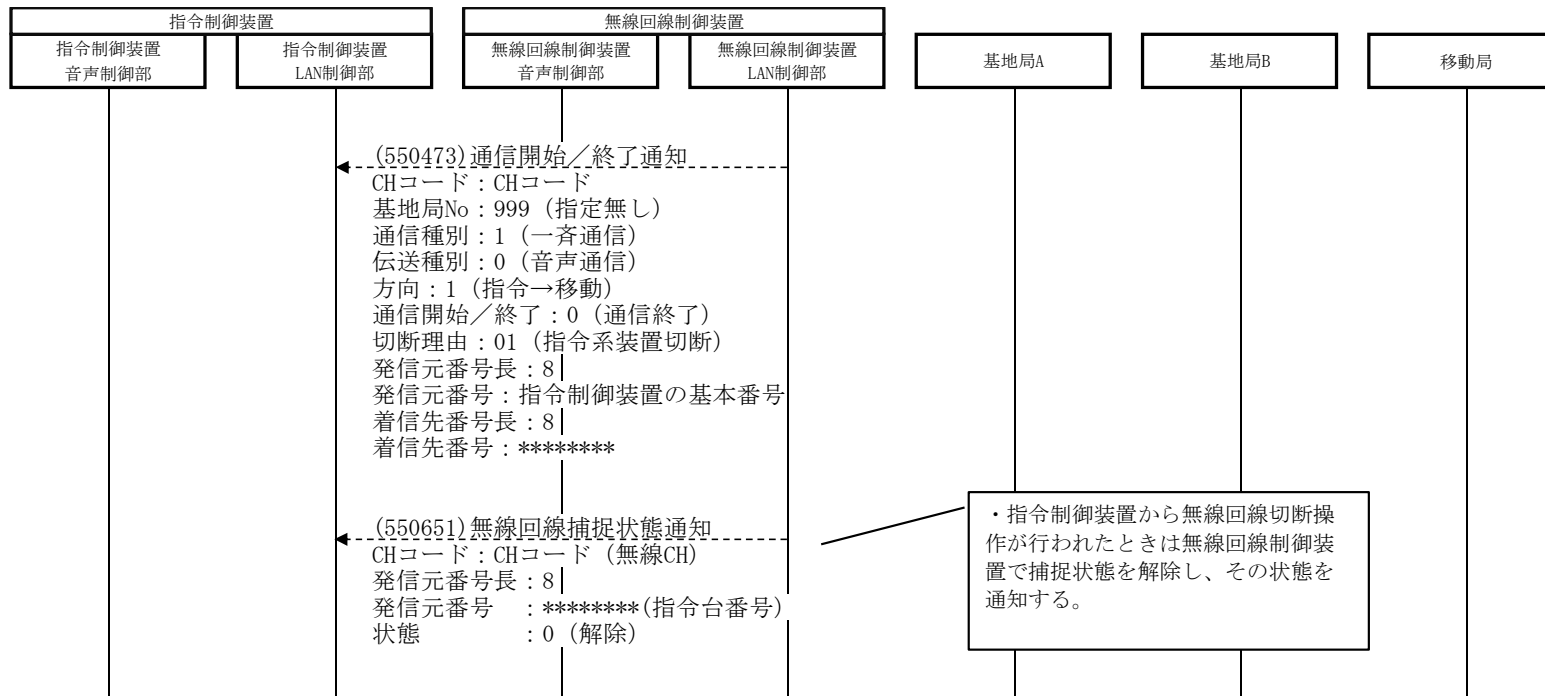 指令制御装置
無線回線制御装置
指令制御装置
音声制御部
指令制御装置
LAN制御部
無線回線制御装置
音声制御部
無線回線制御装置
LAN制御部
基地局A
基地局B
移動局
(550473)通信開始／終了通知
CHコード：CHコード
基地局No：999（指定無し）
通信種別：1（一斉通信）
伝送種別：0（音声通信）
方向：1（指令→移動）
通信開始／終了：0（通信終了）
切断理由：01（指令系装置切断）
発信元番号長：8
発信元番号：指令制御装置の基本番号
着信先番号長：8
着信先番号：********
(550651)無線回線捕捉状態通知
CHコード：CHコード（無線CH）
発信元番号長：8
発信元番号　：********(指令台番号)
状態　　　　：0（解除）
・指令制御装置から無線回線切断操
作が行われたときは無線回線制御装
置で捕捉状態を解除し、その状態を
通知する。